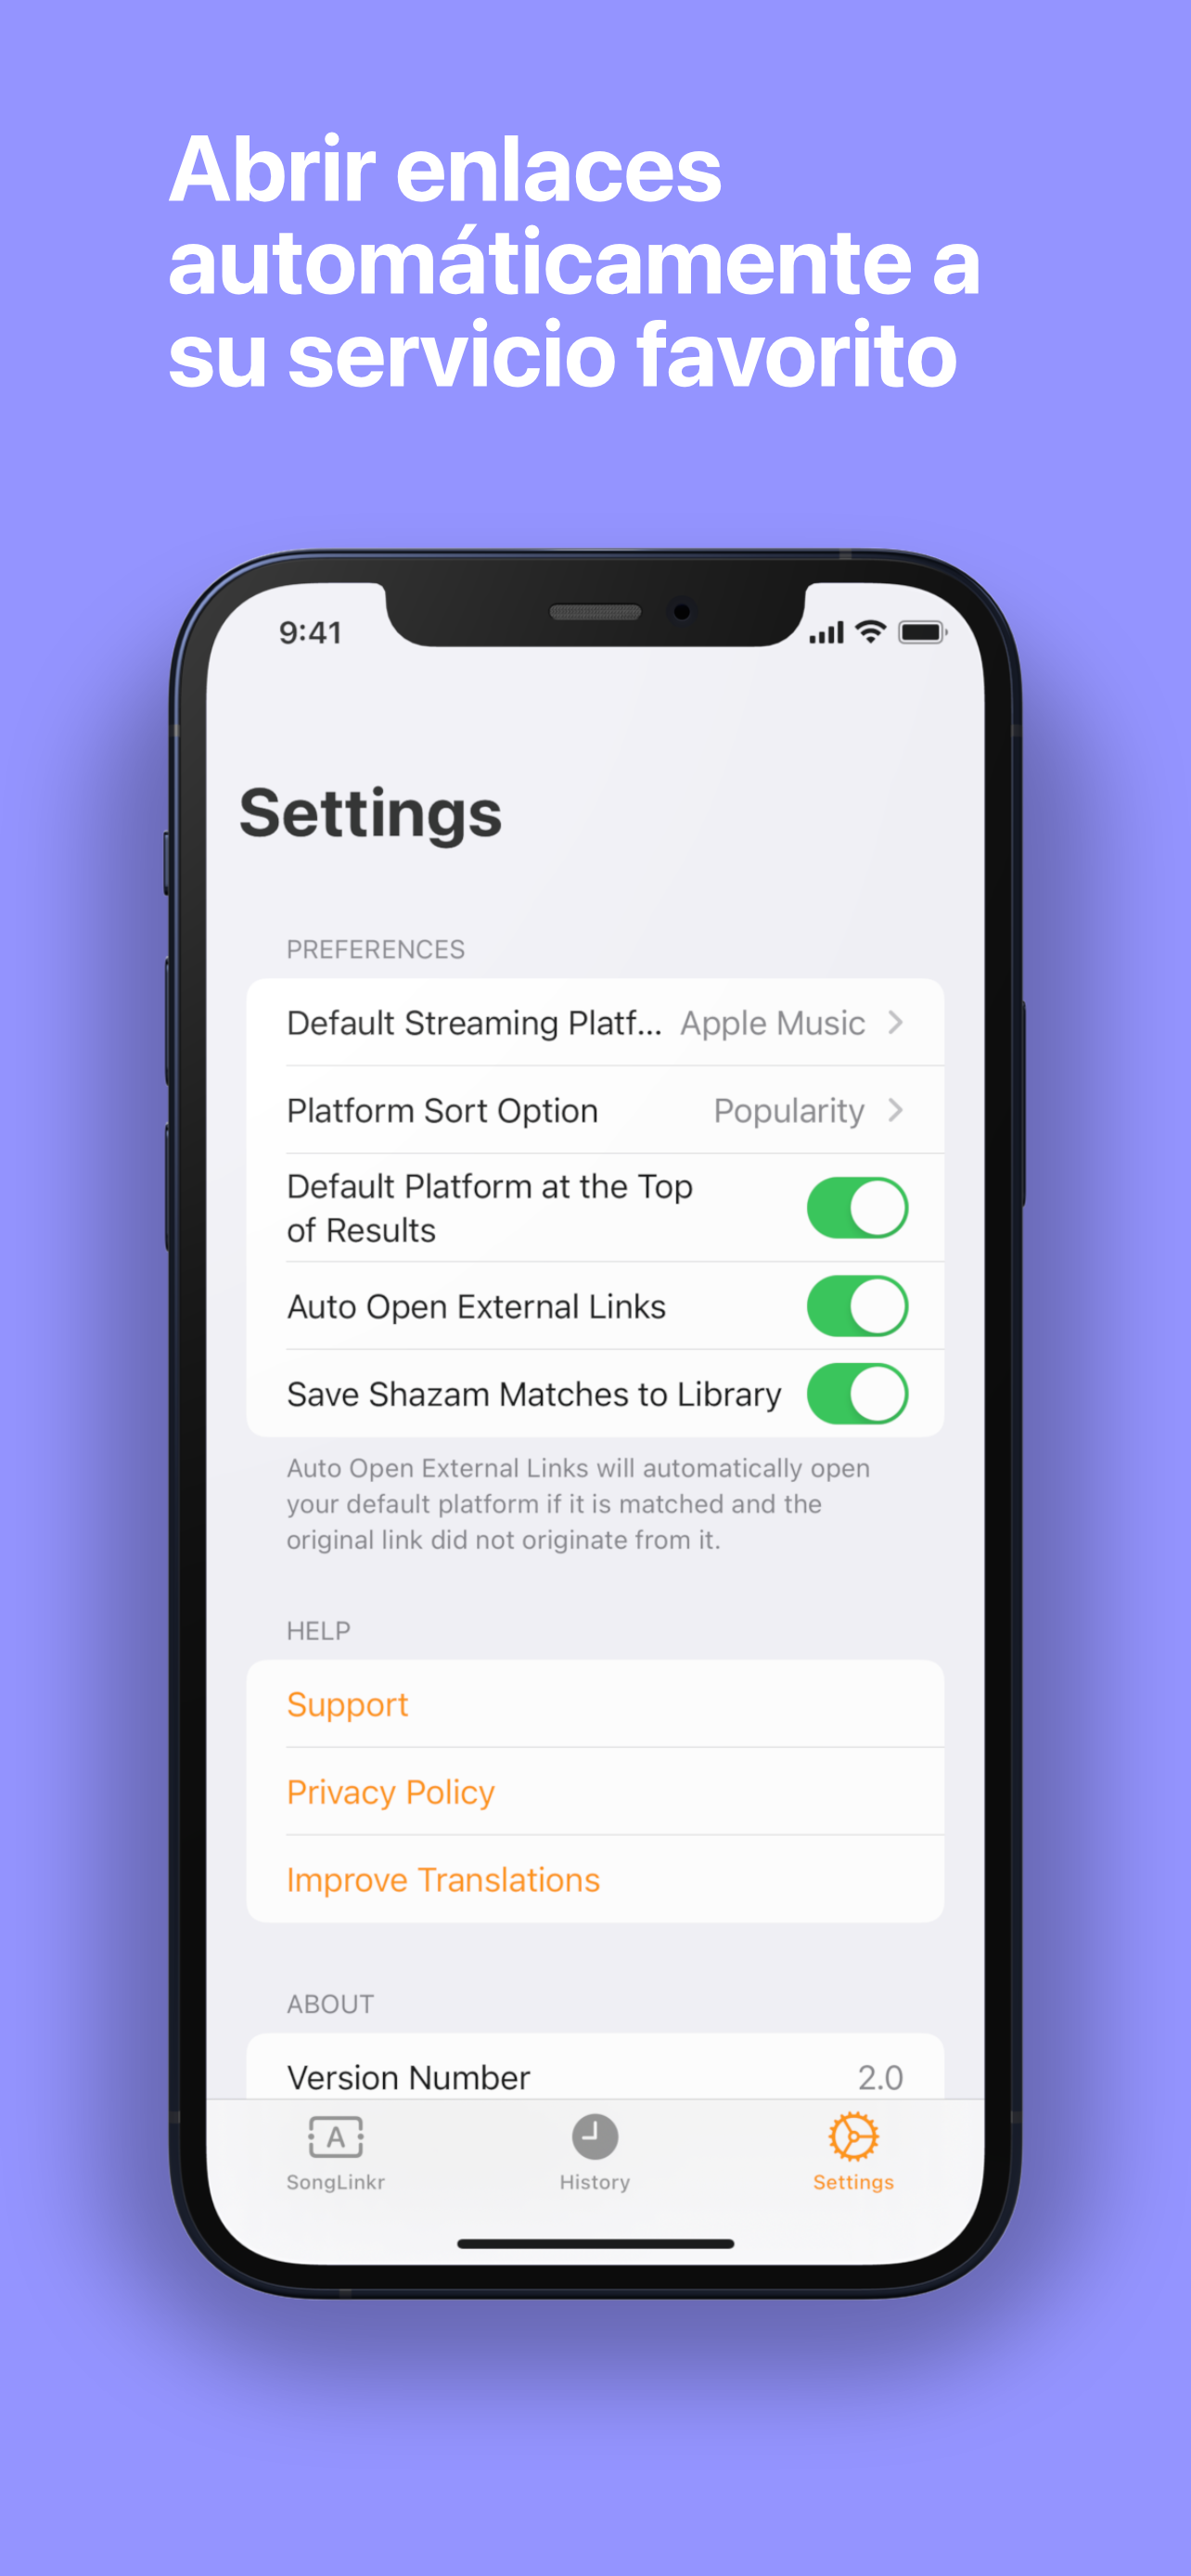 Abrir enlaces
automáticamente a
su servicio favorito
9:41
Settings
PREFERENCES
Default Streaming Platf... Apple Music
Platform Sort Option Popularity
Default Platform at the Top
of Results
Auto Open External Links
Save Shazam Matches to Library
Auto Open External Links will automatically open
your default platform if it is matched and the
original link did not originate from it.
HELP
Support
Privacy Policy
Improve Translations
ABOUT
Version Number 2.0
A
SongLinkr History Settings